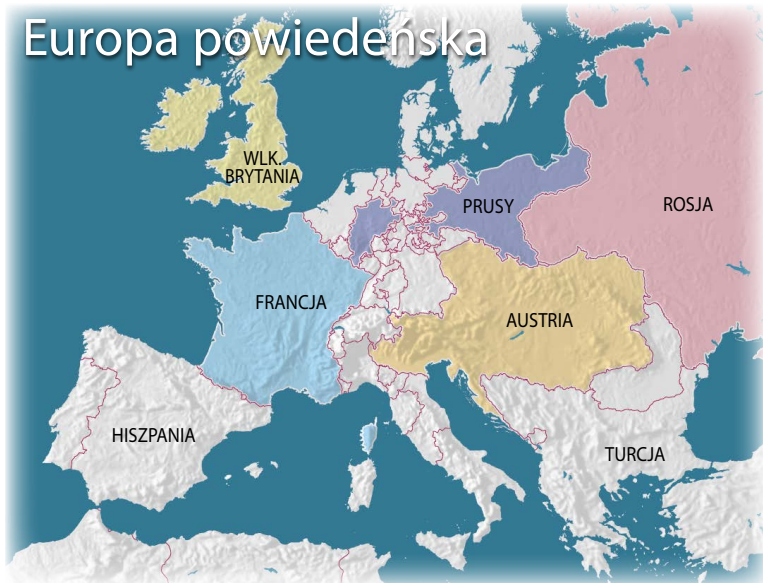 Europa powiedeńska
WLK.
BRYTANIA
PRUSY
ROSJA
FRANCJA
AUSTRIA
HISZPANIA
TURCJA